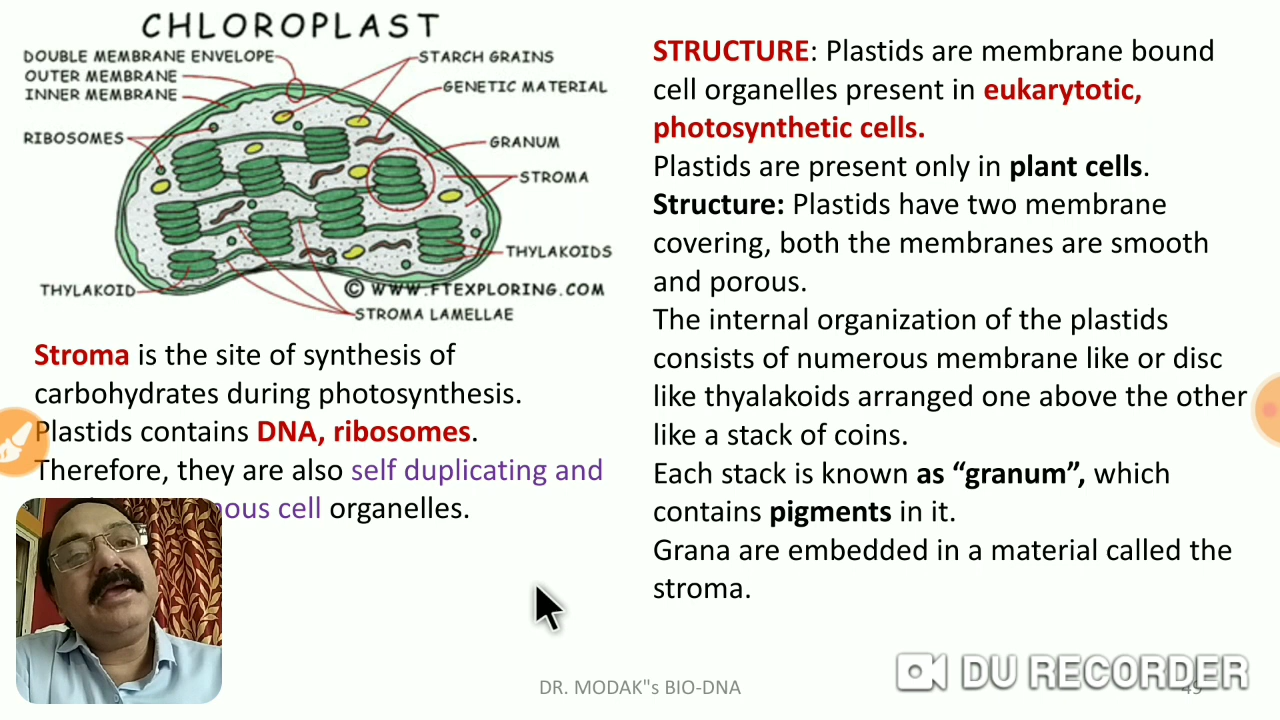 CHLOROPLAST
DOUBLE MEMBRANE ENVELOPE
OUTER MEMBRANE
INNER MEMBRANE
RIBOSOMES
THYLAKOID
STARCH GRAINS
GENETIC MATERIAL
GRANUM
STROMA
THYLAKOIDS
© WWW.FTEXPLORING.COM
STROMA LAMELLAE
Stroma is the site of synthesis of
carbohydrates during photosynthesis.
Plastids contains DNA, ribosomes.
Therefore, they are also self duplicating and
cell organelles.
STRUCTURE: Plastids are membrane bound
cell organelles present in eukarytotic,
photosynthetic cells.
Plastids are present only in plant cells.
Structure: Plastids have two membrane
covering, both the membranes are smooth
and porous.
The internal organization of the plastids
consists of numerous membrane like or disc
like thyalakoids arranged one above the other
like a stack of coins.
Each stack is known as “granum”, which
contains pigments in it.
Grana are embedded in a material called the
stroma.
DR. MODAK"s BIO-DNA
DU RECORDER
49